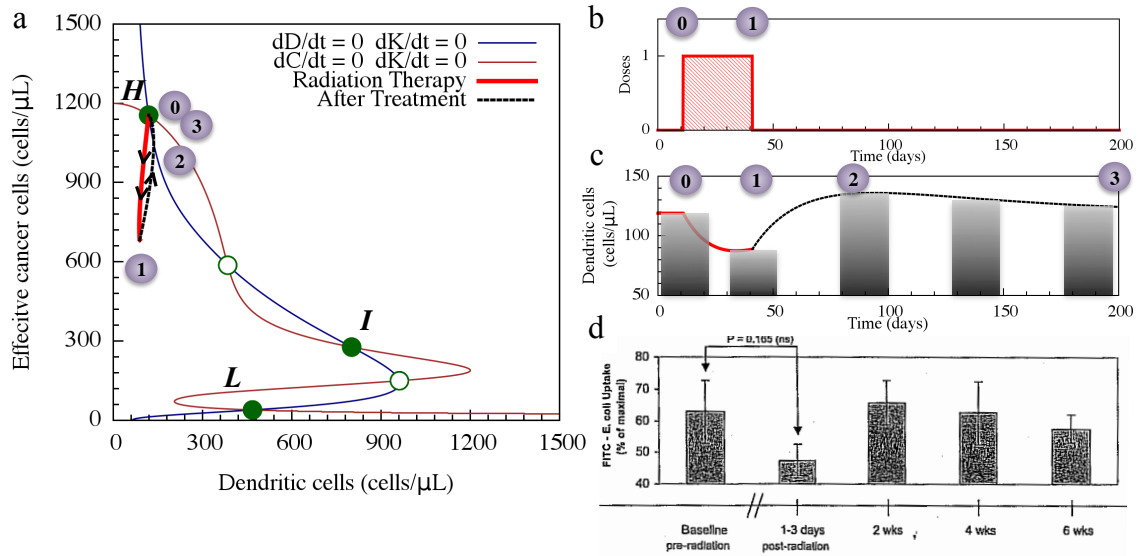 a
1500
1200
900
600
300
0
0
300
600
900
1200
1500
Effecitve cancer cells (cells/µL)
Dendritic cells (cells/µL)
dD/dt = 0 dK/dt = 0
dC/dt = 0 dK/dt = 0
Radiation Therapy
After Treatment
H
0
3
2
1
I
L
b
0
1
Doses
1
0
0
50
100
150
200
Time (days)
c
0
1
2
3
Dendritic cells
(cells/µL)
150
100
50
0
50
100
150
200
Time (days)
d
P = 0,165 (ns)
FITC - E. coli Uptake
(% of maximal)
80
70
60
50
40
Baseline
pre-radiation
1-3 days
post-radiation
2 wks
4 wks
6 wks